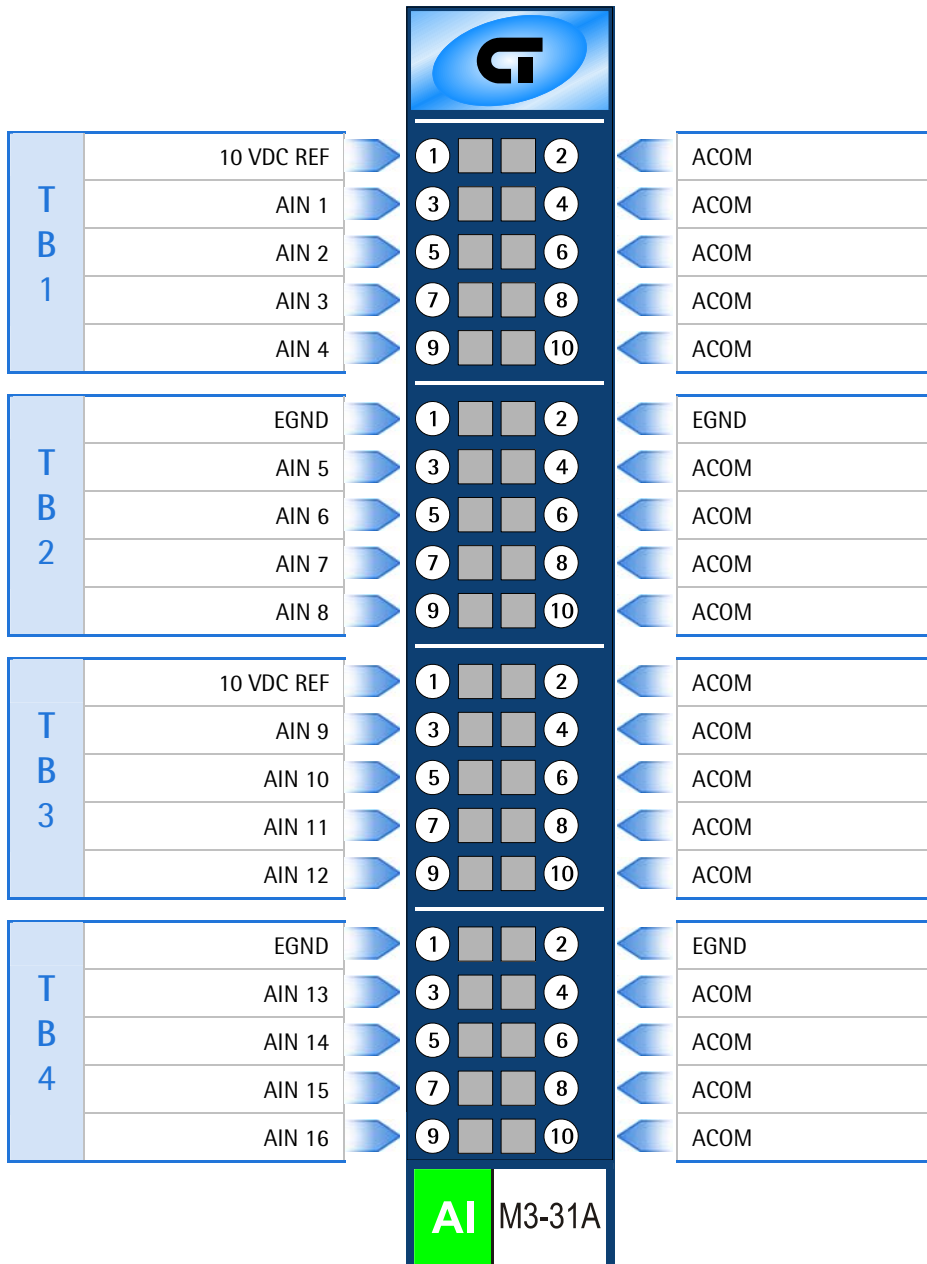 CT
T
B
1
10 VDC REF 1 2 ACOM
AIN 1 3 4 ACOM
AIN 2 5 6 ACOM
AIN 3 7 8 ACOM
AIN 4 9 10 ACOM
T
B
2
EGND 1 2 EGND
AIN 5 3 4 ACOM
AIN 6 5 6 ACOM
AIN 7 7 8 ACOM
AIN 8 9 10 ACOM
T
B
3
10 VDC REF 1 2 ACOM
AIN 9 3 4 ACOM
AIN 10 5 6 ACOM
AIN 11 7 8 ACOM
AIN 12 9 10 ACOM
T
B
4
EGND 1 2 EGND
AIN 13 3 4 ACOM
AIN 14 5 6 ACOM
AIN 15 7 8 ACOM
AIN 16 9 10 ACOM
AI M3-31A